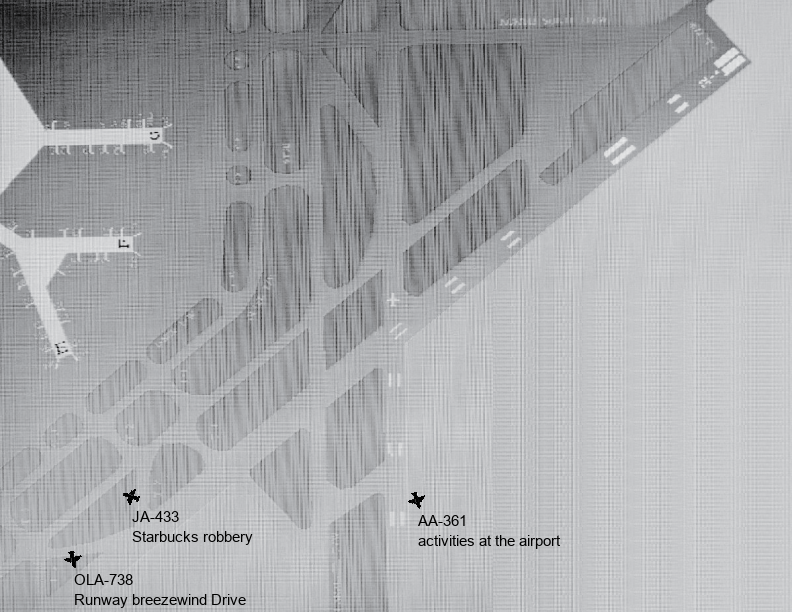 G
F
E
JA-433
Starbucks robbery
AA-361
activities at the airport
OLA-738
Runway breezewind Drive